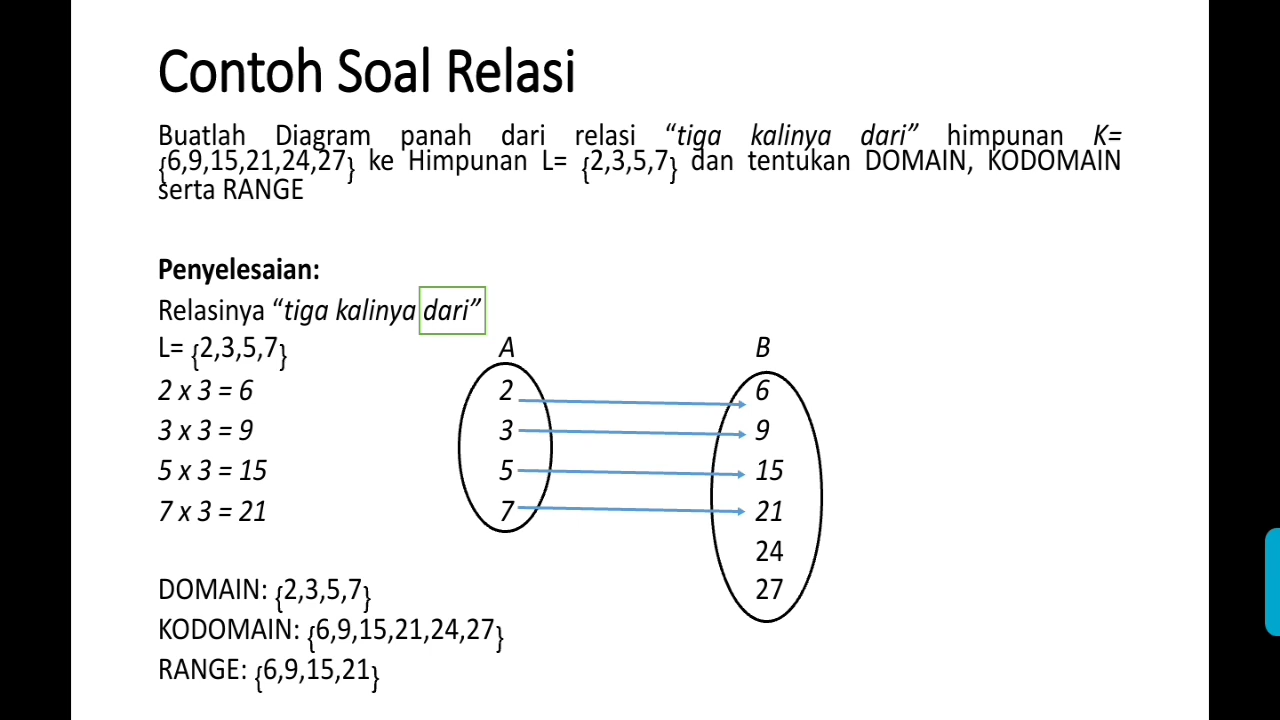 Contoh Soal Relasi
Buatlah Diagram panah dari relasi “tiga kalinya dari” himpunan K=
{6,9,15,21,24,27} ke Himpunan L= {2,3,5,7} dan tentukan DOMAIN, KODOMAIN
serta RANGE
Penyelesaian:
Relasinya “tiga kalinya dari”
L= {2,3,5,7}
2 x 3 = 6
3 x 3 = 9
5 x 3 = 15
7 x 3 = 21
A
2
3
5
7
B
6
9
15
21
24
27
DOMAIN: {2,3,5,7}
KODOMAIN: {6,9,15,21,24,27}
RANGE: {6,9,15,21}